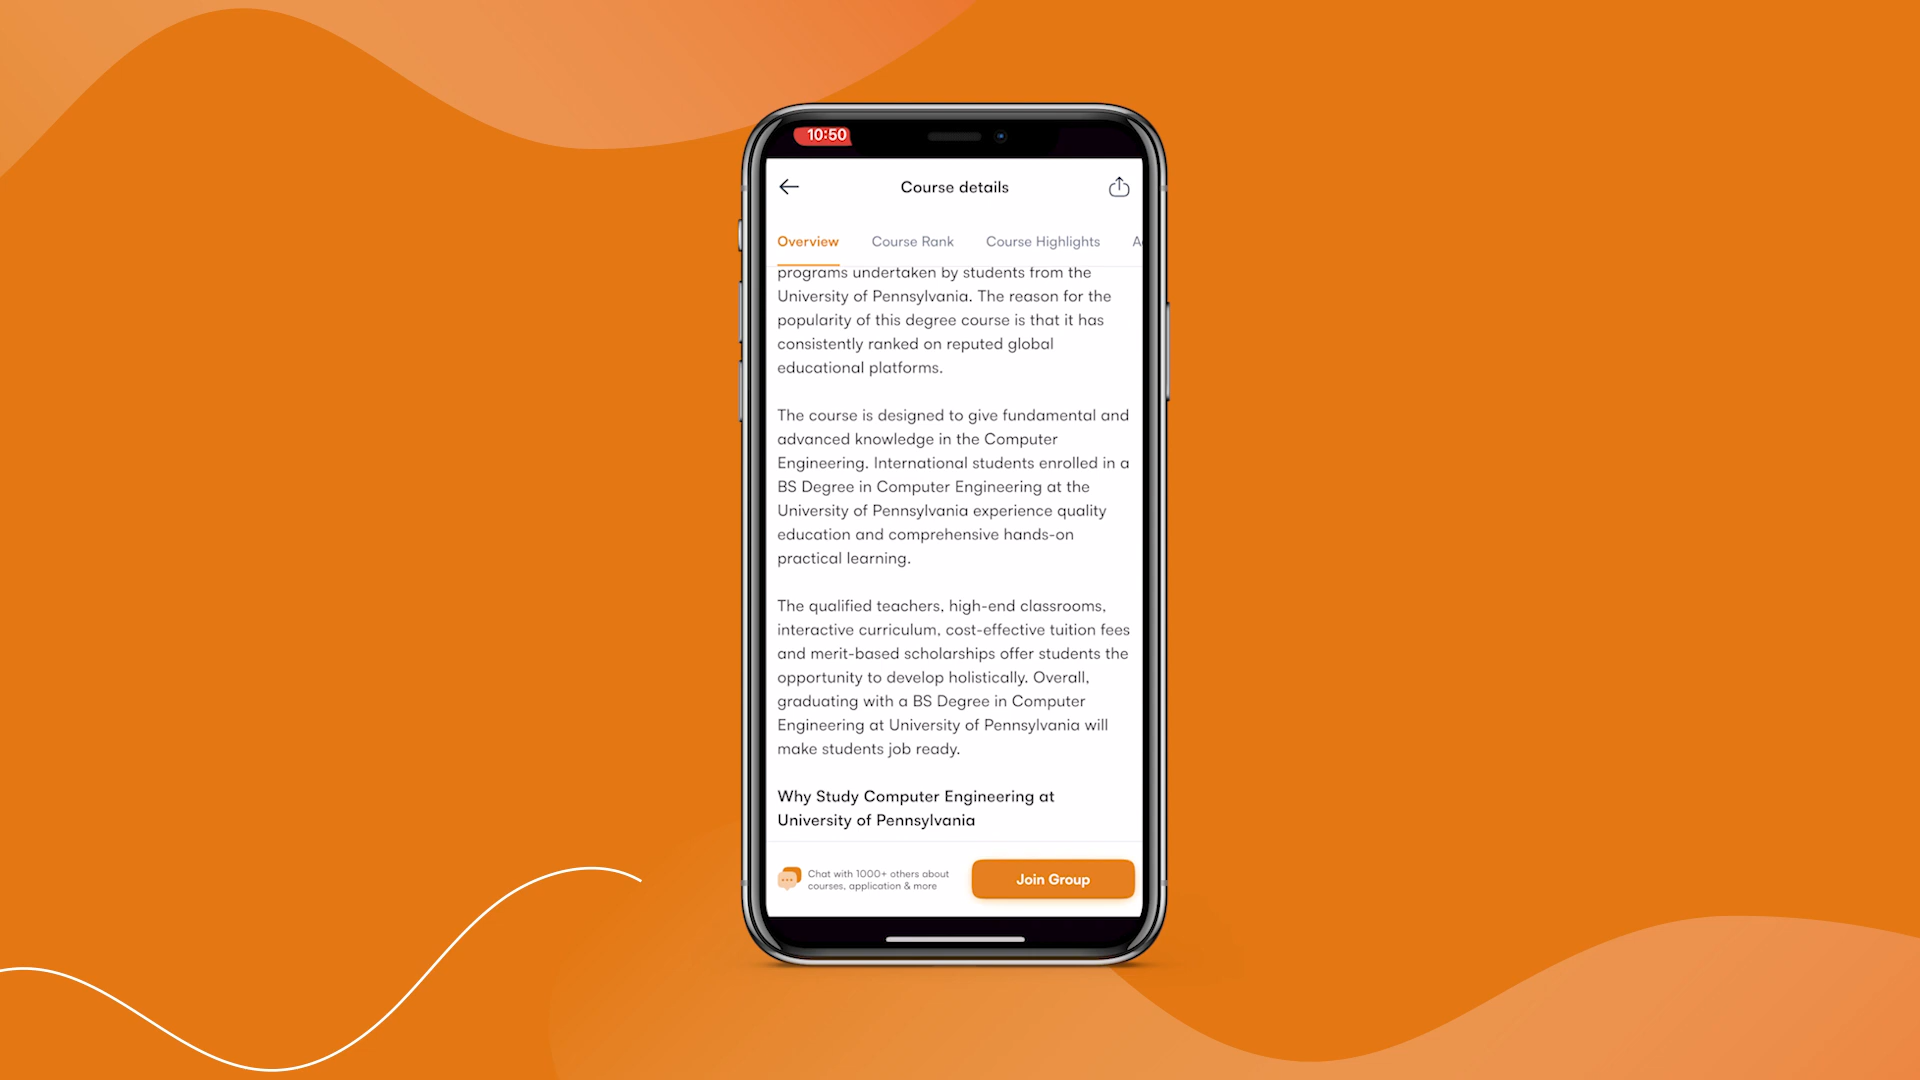 10:50
Course details
Overview
Course Rank
Course Highlights
programs undertaken by students from the
University of Pennsylvania. The reason for the
popularity of this degree course is that it has
consistently ranked on reputed global
educational platforms.
The course is designed to give fundamental and
advanced knowledge in the Computer
Engineering. International students enrolled in a
BS Degree in Computer Engineering at the
University of Pennsylvania experience quality
education and comprehensive hands-on
practical learning.
The qualified teachers, high-end classrooms,
interactive curriculum, cost-effective tuition fees
and merit-based scholarships offer students the
opportunity to develop holistically. Overall,
graduating with a BS Degree in Computer
Engineering at University of Pennsylvania will
make students job ready.
Why Study Computer Engineering at
University of Pennsylvania
Chat with 1000+ others about
courses, application & more
Join Group